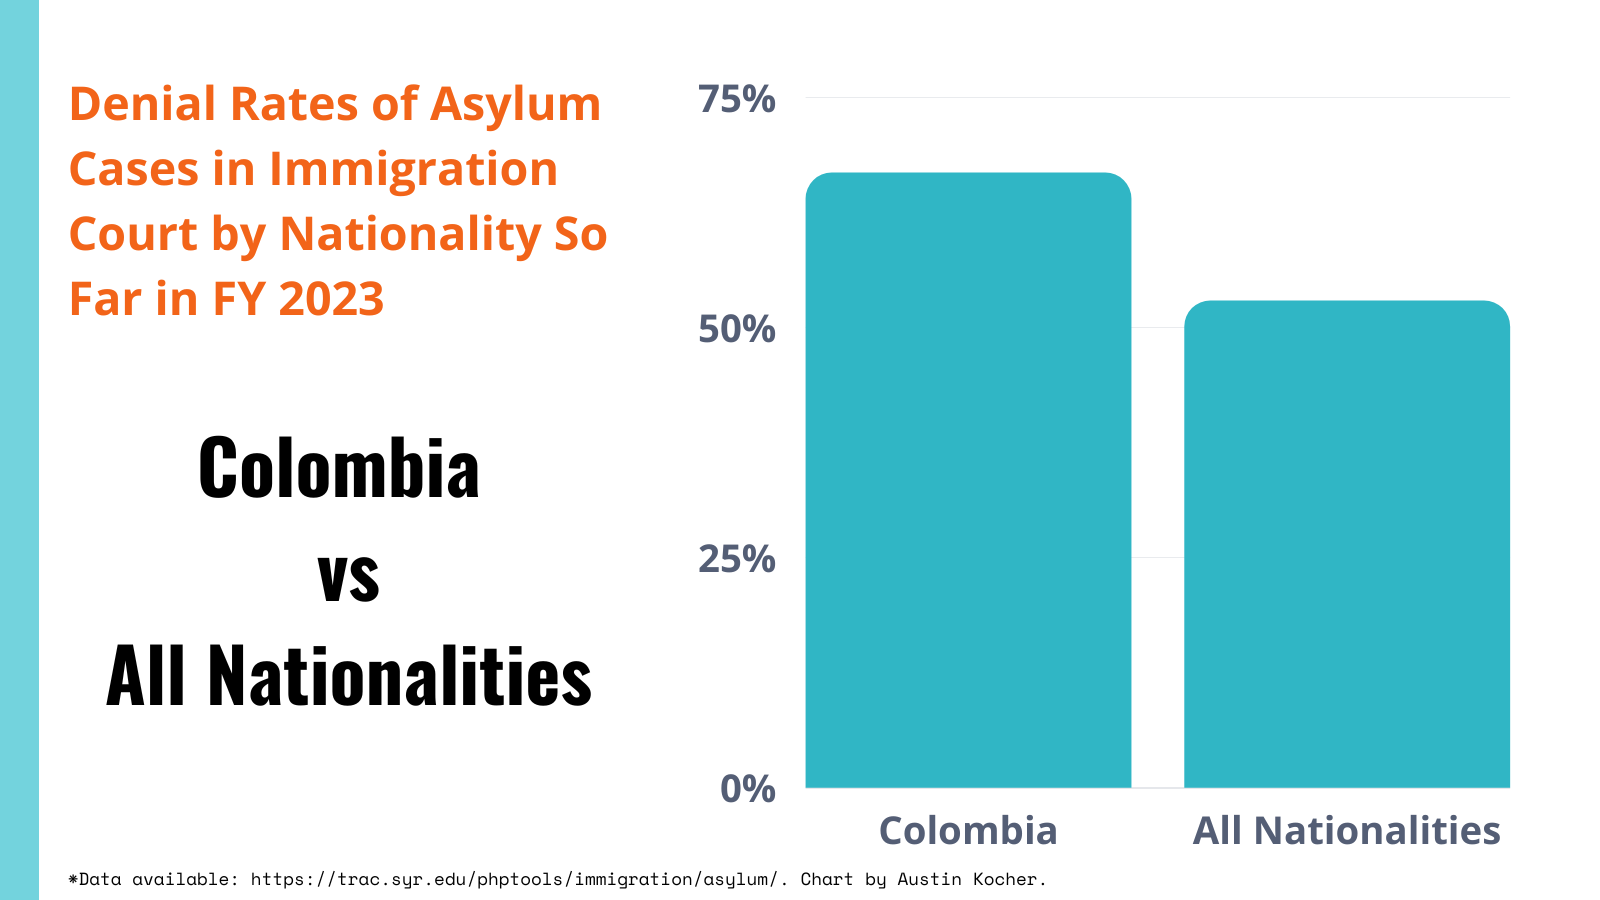 Denial Rates of Asylum
Cases in Immigration
Court by Nationality So
Far in FY 2023
Colombia
vs
All Nationalities
75%
50%
25%
0%
Colombia
All Nationalities
*Data available: https://trac.syr.edu/phptools/immigration/asylum/. Chart by Austin Kocher.